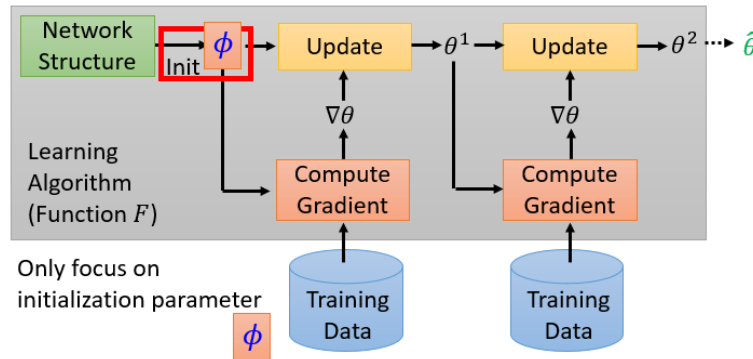 Network
Structure
Init
ϕ
Update
θ¹
Update
θ²
θ̂
∇θ
∇θ
Learning
Algorithm
(Function F)
Compute
Gradient
Compute
Gradient
Only focus on
initialization parameter
ϕ
Training
Data
Training
Data